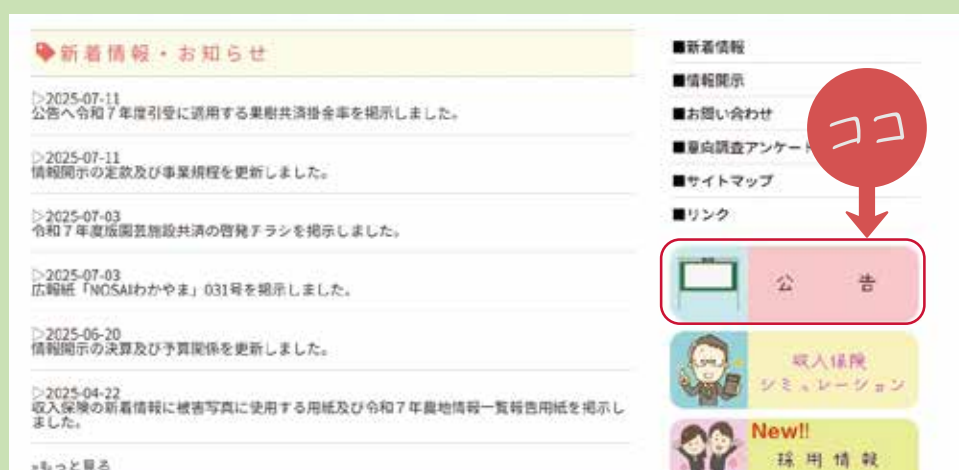 新着情報・お知らせ
▷2025-07-11
公告へ令和7年度引受に適用する果樹共済掛金率を掲示しました。
▷2025-07-11
情報開示の定款及び事業規程を更新しました。
▷2025-07-03
令和7年度版園芸施設共済の啓発チラシを掲示しました。
▷2025-07-03
広報紙「NOSAIわかやま」031号を掲示しました。
▷2025-06-20
情報開示の決算及び予算関係を更新しました。
▷2025-04-22
収入保険の新着情報に被害写真に使用する用紙及び令和7年農地情報一覧報告用紙を掲示し
ました。
»もっと見る
■新着情報
■情報開示
■お問い合わせ
■意向調査アンケート
■サイトマップ
■リンク
ココ
公 告
収入保険
シミュレーション
New!!
採用情報